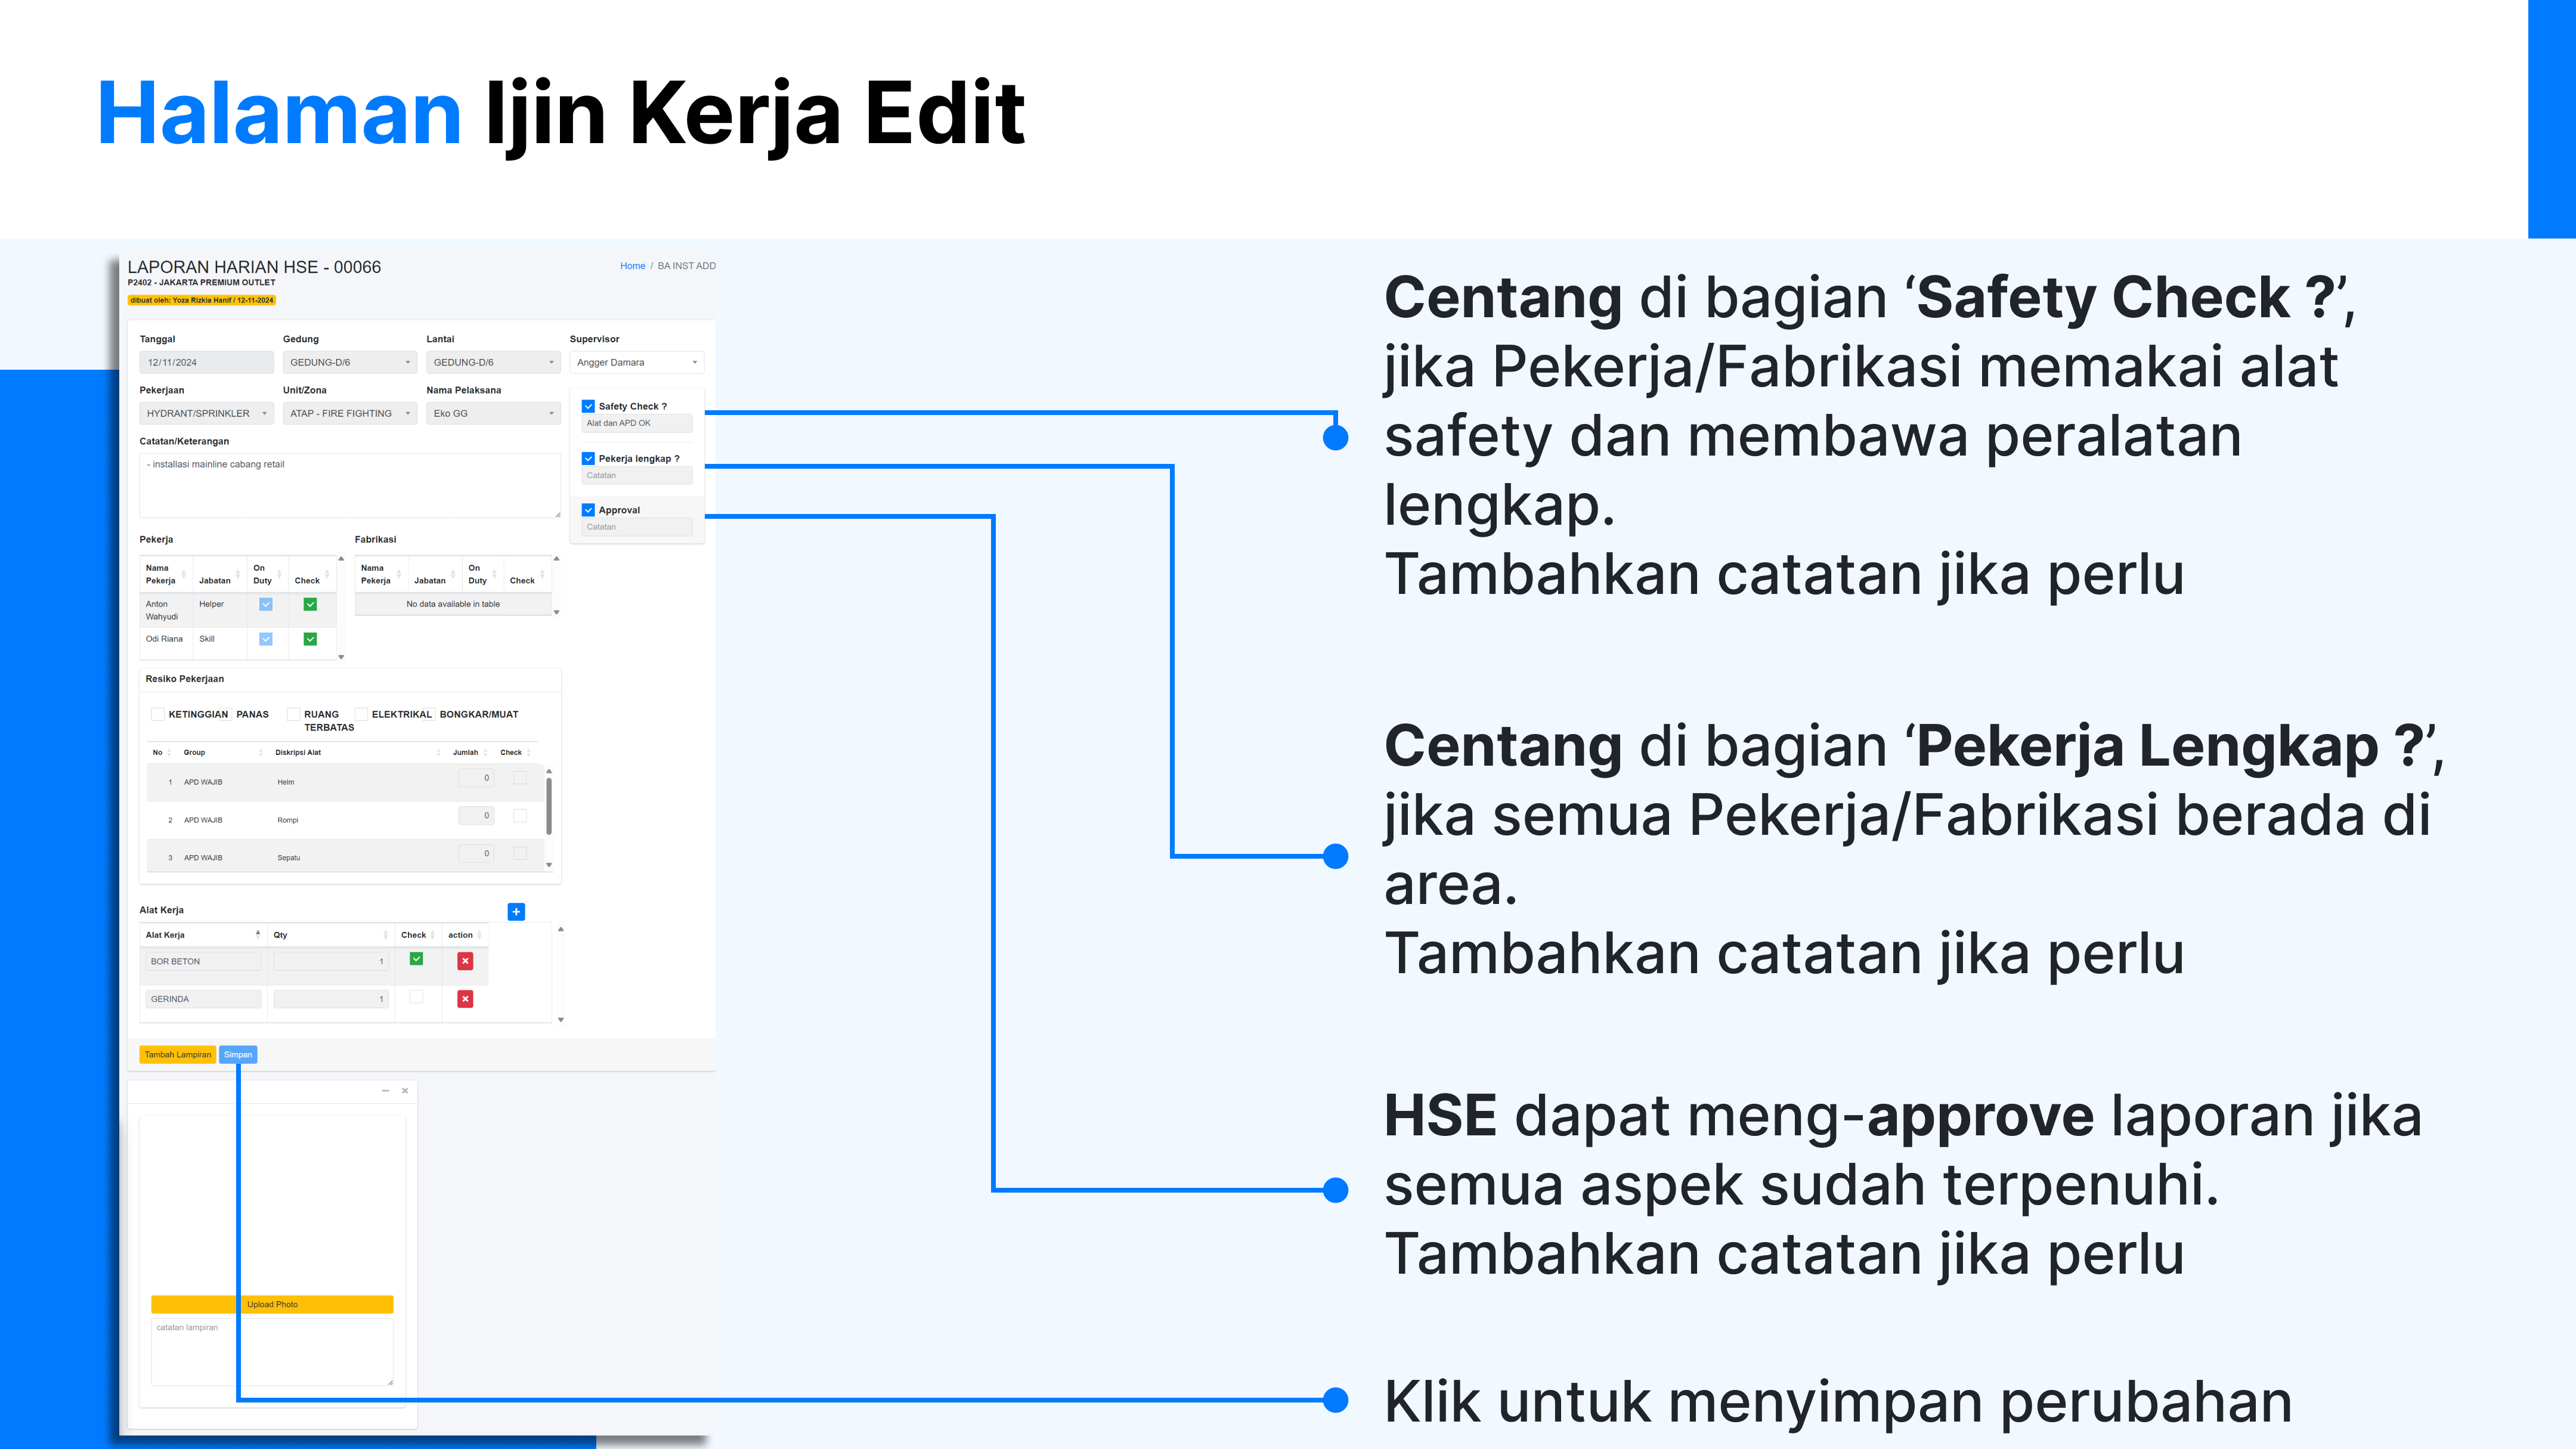 Halaman Ijin Kerja Edit
LAPORAN HARIAN HSE - 00066
Home / BA INST ADD
P2402 - JAKARTA PREMIUM OUTLET
dibuat oleh: Yoza Rizkia Hanif / 12-11-2024
Tanggal Gedung Lantai Supervisor
12/11/2024 GEDUNG-D/6 GEDUNG-D/6 Angger Damara
Pekerjaan Unit/Zona Nama Pelaksana
HYDRANT/SPRINKLER ATAP - FIRE FIGHTING Eko GG
Safety Check ?
Alat dan APD OK
Pekerja lengkap ?
Catatan
Approval
Catatan
Catatan/Keterangan
- installasi mainline cabang retail
Pekerja
Nama Pekerja Jabatan On Duty Check
Anton Wahyudi Helper
Odi Riana Skill
Fabrikasi
Nama Pekerja Jabatan On Duty Check
No data available in table
Resiko Pekerjaan
KETINGGIAN PANAS RUANG TERBATAS ELEKTRIKAL BONGKAR/MUAT
No Group Diskripsi Alat Jumlah Check
1 APD WAJIB Helm 0
2 APD WAJIB Rompi 0
3 APD WAJIB Sepatu 0
Alat Kerja
+
Alat Kerja Qty Check action
BOR BETON 1
GERINDA 1
Tambah Lampiran Simpan
Upload Photo
catatan lampiran
Centang di bagian ‘Safety Check ?’,
jika Pekerja/Fabrikasi memakai alat
safety dan membawa peralatan
lengkap.
Tambahkan catatan jika perlu
Centang di bagian ‘Pekerja Lengkap ?’,
jika semua Pekerja/Fabrikasi berada di
area.
Tambahkan catatan jika perlu
HSE dapat meng-approve laporan jika
semua aspek sudah terpenuhi.
Tambahkan catatan jika perlu
Klik untuk menyimpan perubahan